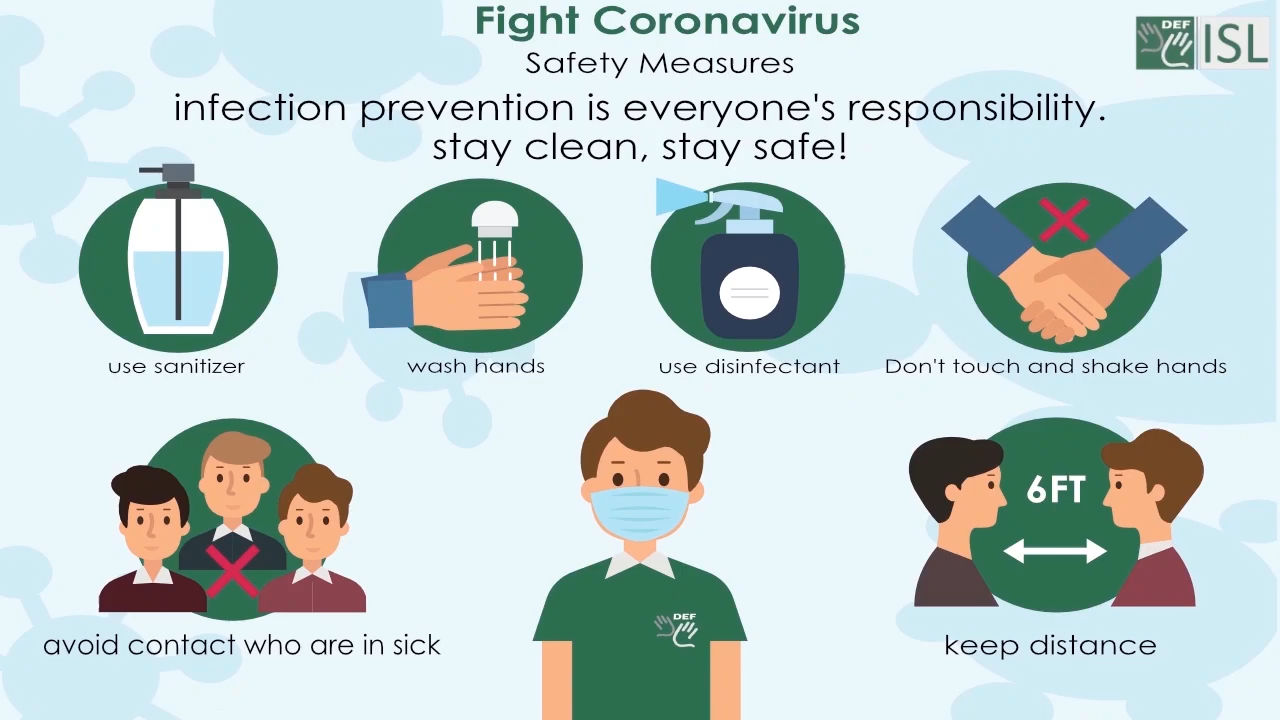 Fight Coronavirus
DEF
ISL
Safety Measures
infection prevention is everyone's responsibility.
stay clean, stay safe!
use sanitizer
wash hands
use disinfectant
Don't touch and shake hands
6FT
DEF
avoid contact who are in sick
keep distance